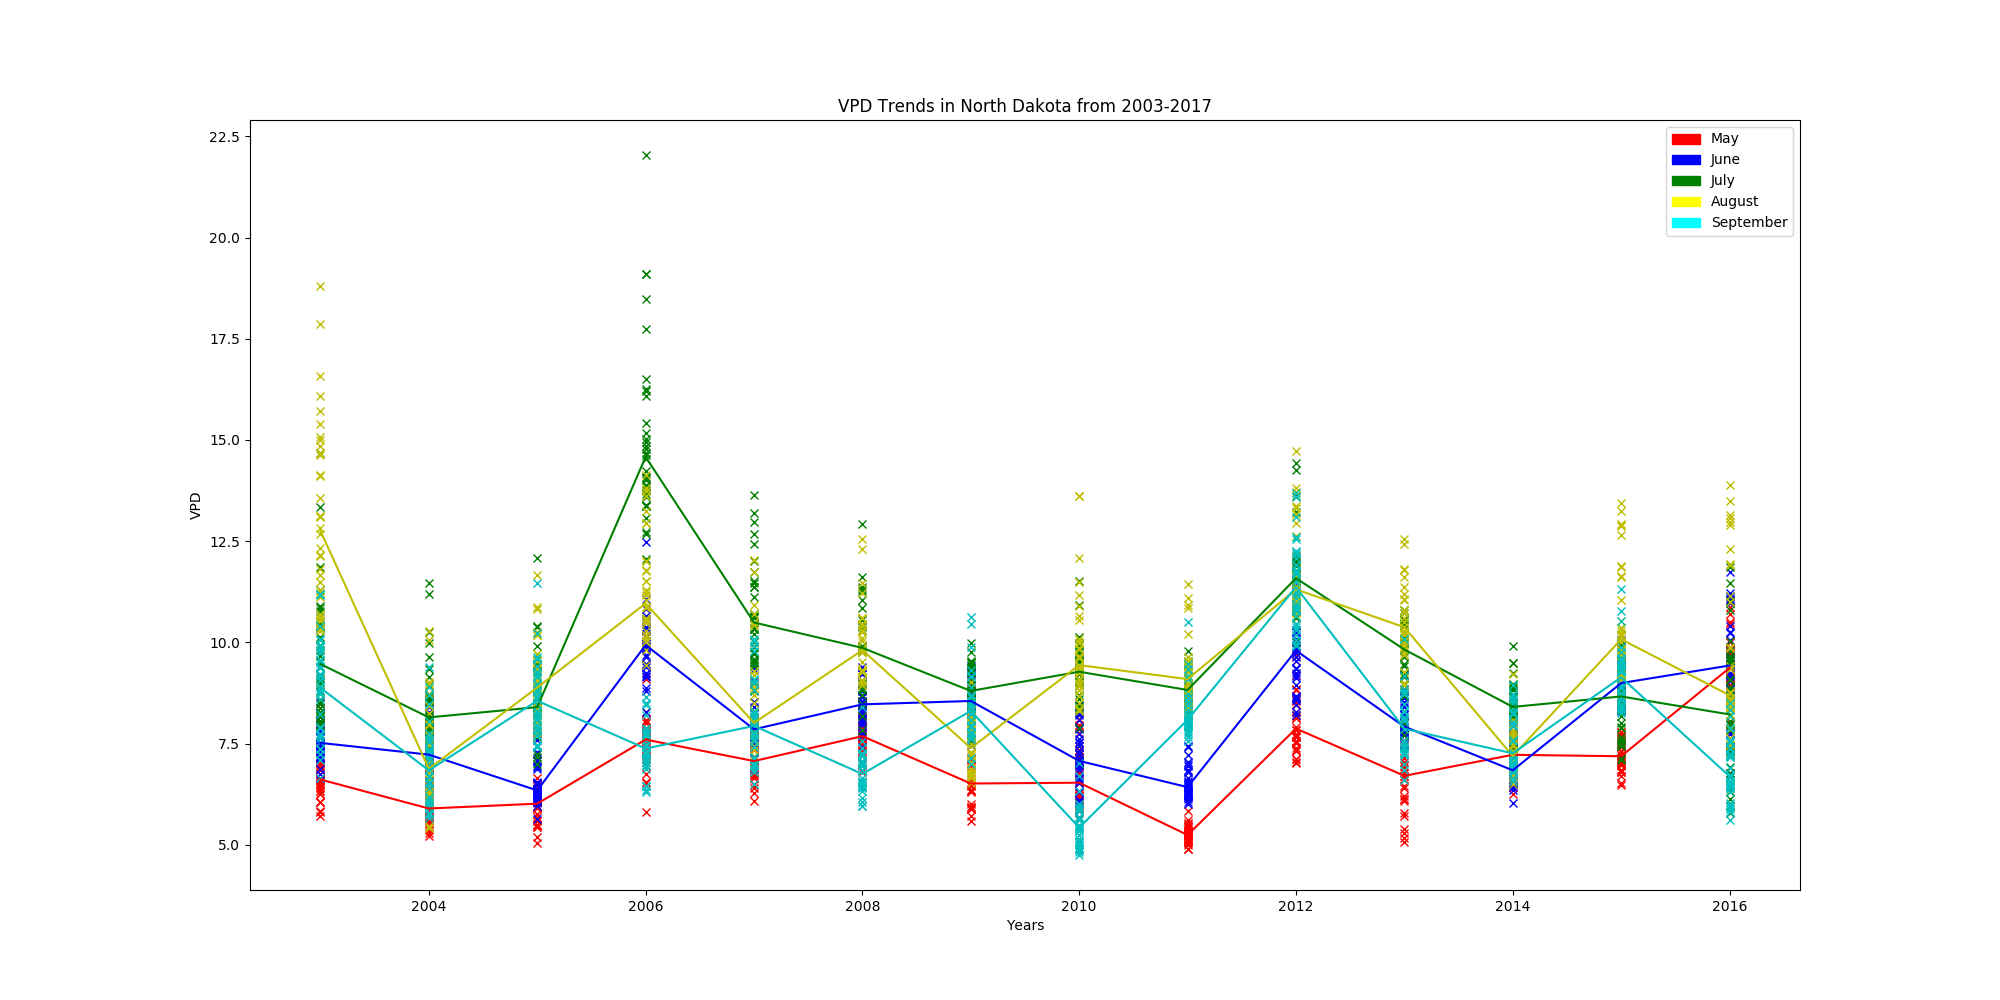 VPD Trends in North Dakota from 2003-2017
22.5
20.0
17.5
15.0
12.5
10.0
7.5
5.0
VPD
May
June
July
August
September
2004 2006 2008 2010 2012 2014 2016
Years